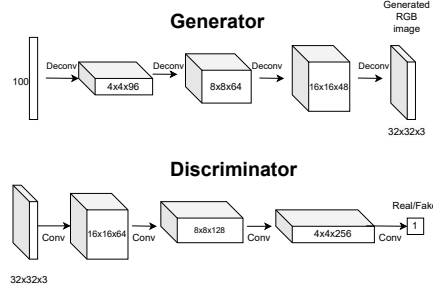 Generator
Generated
RGB
image
100
Deconv
4x4x96
Deconv
8x8x64
Deconv
16x16x48
Deconv
32x32x3
Discriminator
32x32x3
Conv
16x16x64
Conv
8x8x128
Conv
4x4x256
Conv
Real/Fake
1